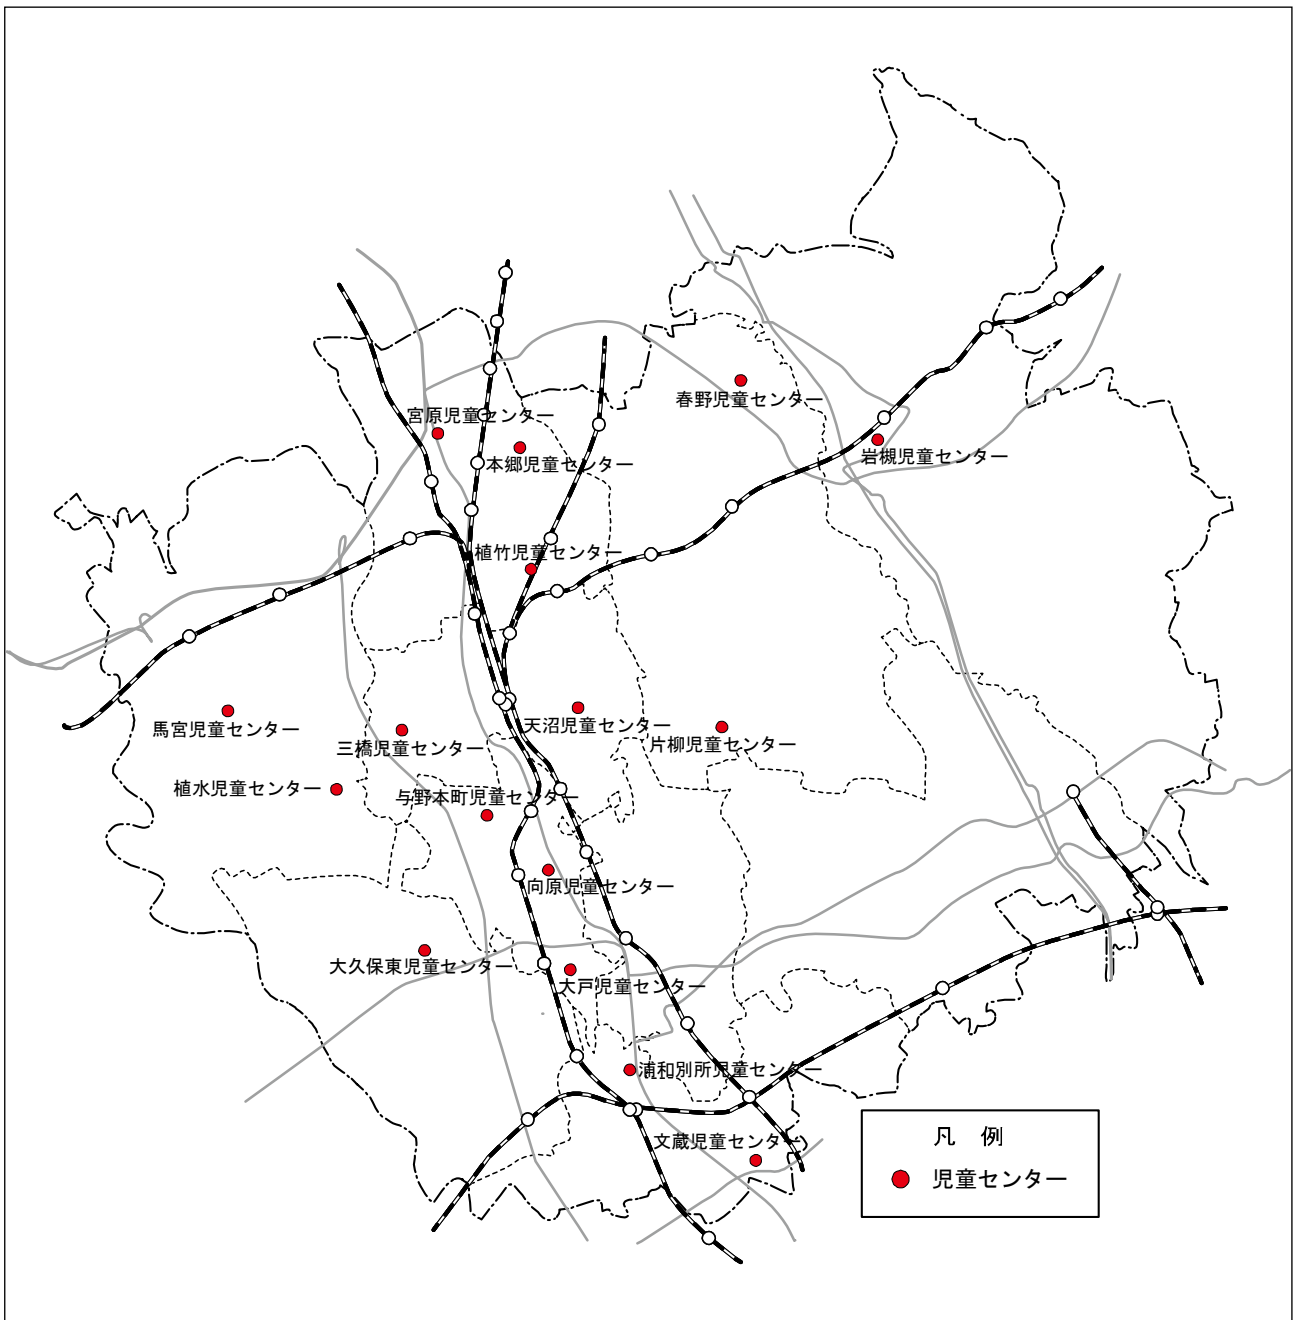 春野児童センター
宮原児童センター
岩槻児童センター
本郷児童センター
植竹児童センター
馬宮児童センター
天沼児童センター
三橋児童センター
片柳児童センター
植水児童センター
与野本町児童センター
向原児童センター
大久保東児童センター
大戸児童センター
浦和別所児童センター
文蔵児童センター
凡 例
児童センター